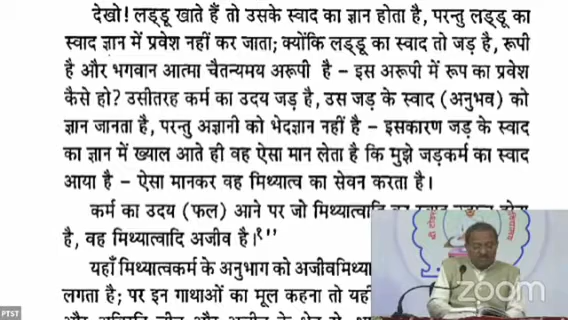 देखो! लड्डू खाते हैं तो उसके स्वाद का ज्ञान होता है, परन्तु लड्डू का
स्वाद ज्ञान में प्रवेश नहीं कर जाता; क्योंकि लड्डू का स्वाद तो जड़ है, रूपी
है और भगवान आत्मा चैतन्यमय अरूपी है – इस अरूपी में रूप का प्रवेश
कैसे हो? उसीतरह कर्म का उदय जड़ है, उस जड़ के स्वाद (अनुभव) को
ज्ञान जानता है, परन्तु अज्ञानी को भेदज्ञान नहीं है – इसकारण जड़ के स्वाद
का ज्ञान में ख्याल आते ही वह ऐसा मान लेता है कि मुझे जड़कर्म का स्वाद
आया है – ऐसा मानकर वह मिथ्यात्व का सेवन करता है।
कर्म का उदय (फल) आने पर जो मिथ्यात्वादि
है, वह मिथ्यात्वादि अजीव है।१''
यहाँ मिथ्यात्वकर्म के अनुभाग को अजीवमिथ्या
लगता है; पर इन गाथाओं का मूल कहना तो यही
PTST
zoom